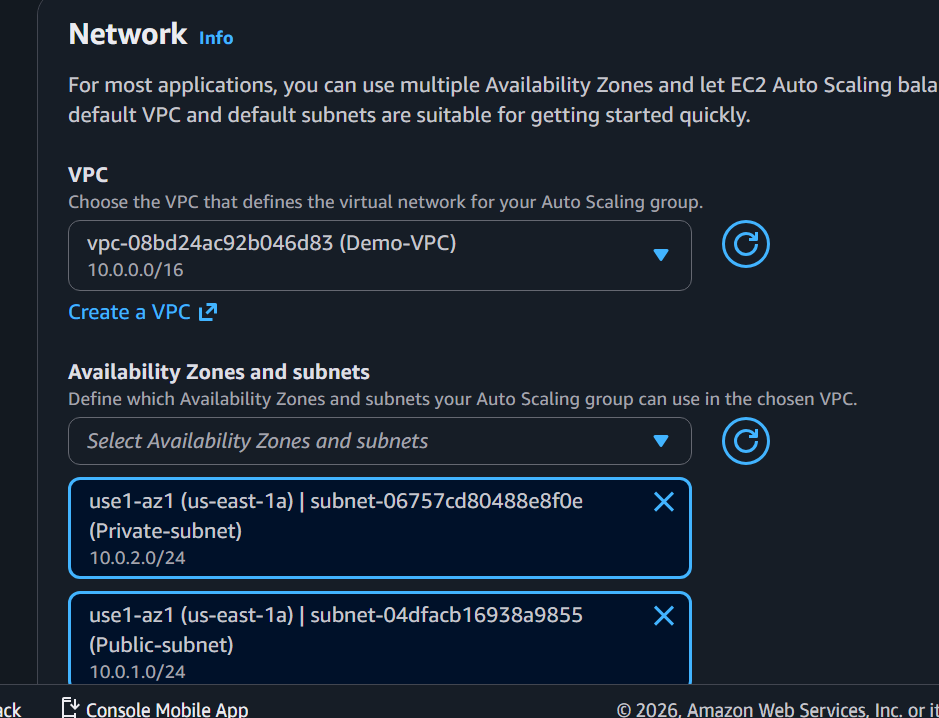 Network Info
For most applications, you can use multiple Availability Zones and let EC2 Auto Scaling
default VPC and default subnets are suitable for getting started quickly.
VPC
Choose the VPC that defines the virtual network for your Auto Scaling group.
vpc-08bd24ac92b046d83 (Demo-VPC)
10.0.0.0/16
Create a VPC
Availability Zones and subnets
Define which Availability Zones and subnets your Auto Scaling group can use in the chosen VPC.
Select Availability Zones and subnets
use1-az1 (us-east-1a) | subnet-06757cd80488e8f0e
(Private-subnet)
10.0.2.0/24
use1-az1 (us-east-1a) | subnet-04dfacb16938a9855
(Public-subnet)
10.0.1.0/24
Console Mobile App
© 2026, Amazon Web Services, Inc. or